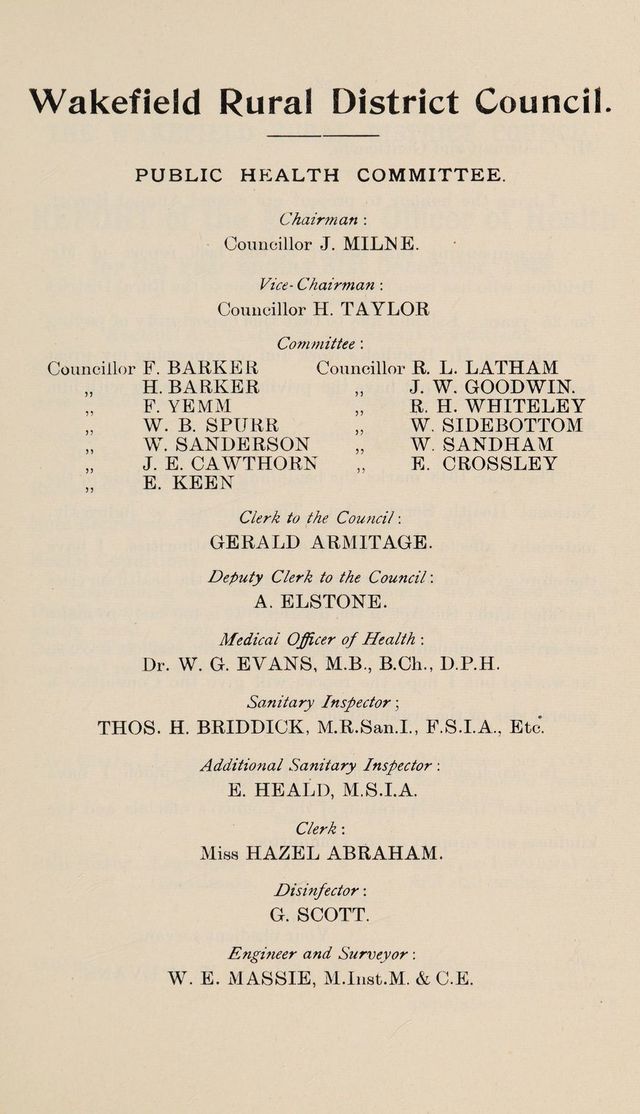 Wakefield Rural District Council.
PUBLIC HEALTH COMMITTEE.
Chairman :
Councillor J. MILNE.
Vice-Chairman :
Councillor H. TAYLOR
Committee :
Councillor F. BARKER Councillor R. L. LATHAM
„ H. BARKER „ J. W. GOODWIN.
„ F. YEMM „ R. H. WHITELEY
„ W. B. SPURR „ W. SIDEBOTTOM
„ W. SANDERSON „ W. SANDHAM
„ J. E. CAWTHORN „ E. CROSSLEY
„ E. KEEN
Clerk to the Council :
GERALD ARMITAGE.
Deputy Clerk to the Council :
A. ELSTONE.
Medical Officer of Health :
Dr. W. G. EVANS, M.B., B.Ch., D.P.H.
Sanitary Inspector ;
THOS. H. BRIDDICK, M.R.San.I., F.S.I.A., Etc.
Additional Sanitary Inspector :
E. HEALD, M.S.I.A.
Clerk :
Miss HAZEL ABRAHAM.
Disinfector :
G. SCOTT.
Engineer and Surveyor :
W. E. MASSIE, M.Inst.M. & C.E.